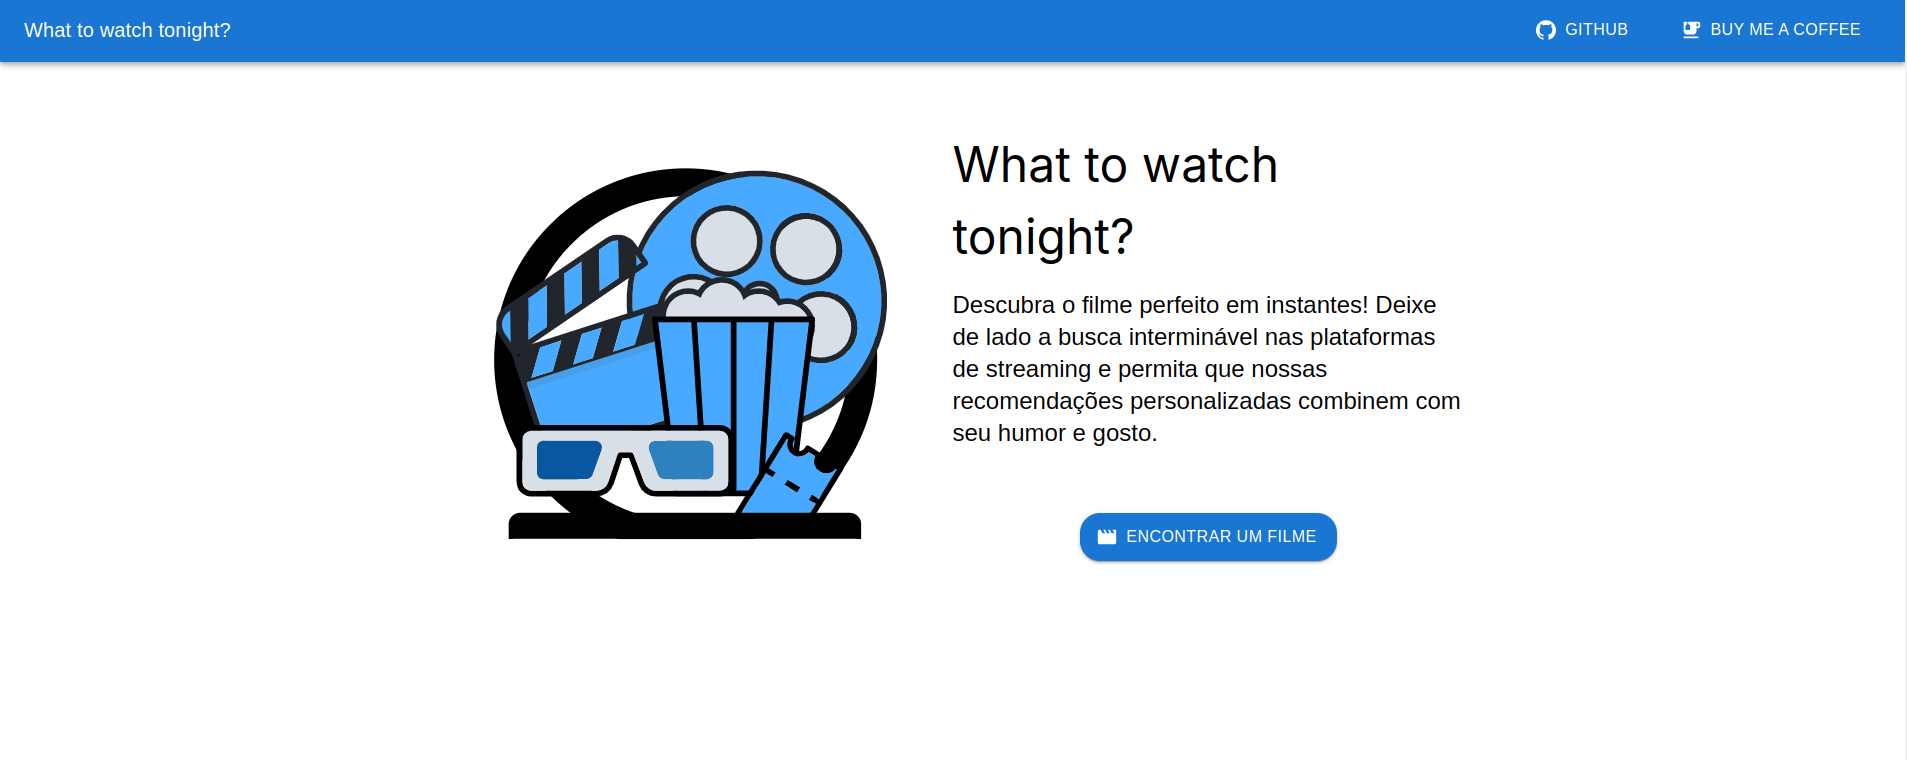 What to watch tonight?
GITHUB
BUY ME A COFFEE
What to watch
tonight?
Descubra o filme perfeito em instantes! Deixe
de lado a busca interminável nas plataformas
de streaming e permita que nossas
recomendações personalizadas combinem com
seu humor e gosto.
ENCONTRAR UM FILME